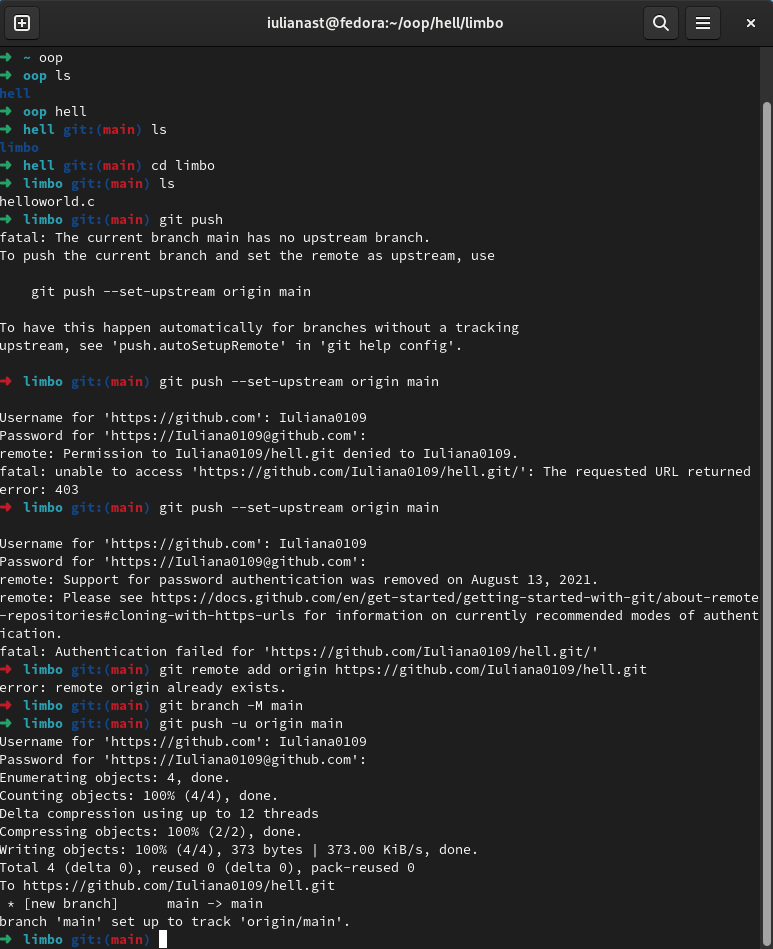 iulianast@fedora:~/oop/hell/limbo
➜ ~ oop
➜ oop ls
hell
➜ oop hell
➜ hell git:(main) ls
limbo
➜ hell git:(main) cd limbo
➜ limbo git:(main) ls
helloworld.c
➜ limbo git:(main) git push
fatal: The current branch main has no upstream branch.
To push the current branch and set the remote as upstream, use
    git push --set-upstream origin main
To have this happen automatically for branches without a tracking
upstream, see 'push.autoSetupRemote' in 'git help config'.
➜ limbo git:(main) git push --set-upstream origin main
Username for 'https://github.com': Iuliana0109
Password for 'https://Iuliana0109@github.com':
remote: Permission to Iuliana0109/hell.git denied to Iuliana0109.
fatal: unable to access 'https://github.com/Iuliana0109/hell.git/': The requested URL returned
error: 403
➜ limbo git:(main) git push --set-upstream origin main
Username for 'https://github.com': Iuliana0109
Password for 'https://Iuliana0109@github.com':
remote: Support for password authentication was removed on August 13, 2021.
remote: Please see https://docs.github.com/en/get-started/getting-started-with-git/about-remote
-repositories#cloning-with-https-urls for information on currently recommended modes of authent
ication.
fatal: Authentication failed for 'https://github.com/Iuliana0109/hell.git/'
➜ limbo git:(main) git remote add origin https://github.com/Iuliana0109/hell.git
error: remote origin already exists.
➜ limbo git:(main) git branch -M main
➜ limbo git:(main) git push -u origin main
Username for 'https://github.com': Iuliana0109
Password for 'https://Iuliana0109@github.com':
Enumerating objects: 4, done.
Counting objects: 100% (4/4), done.
Delta compression using up to 12 threads
Compressing objects: 100% (2/2), done.
Writing objects: 100% (4/4), 373 bytes | 373.00 KiB/s, done.
Total 4 (delta 0), reused 0 (delta 0), pack-reused 0
To https://github.com/Iuliana0109/hell.git
 * [new branch]      main -> main
branch 'main' set up to track 'origin/main'.
➜ limbo git:(main)